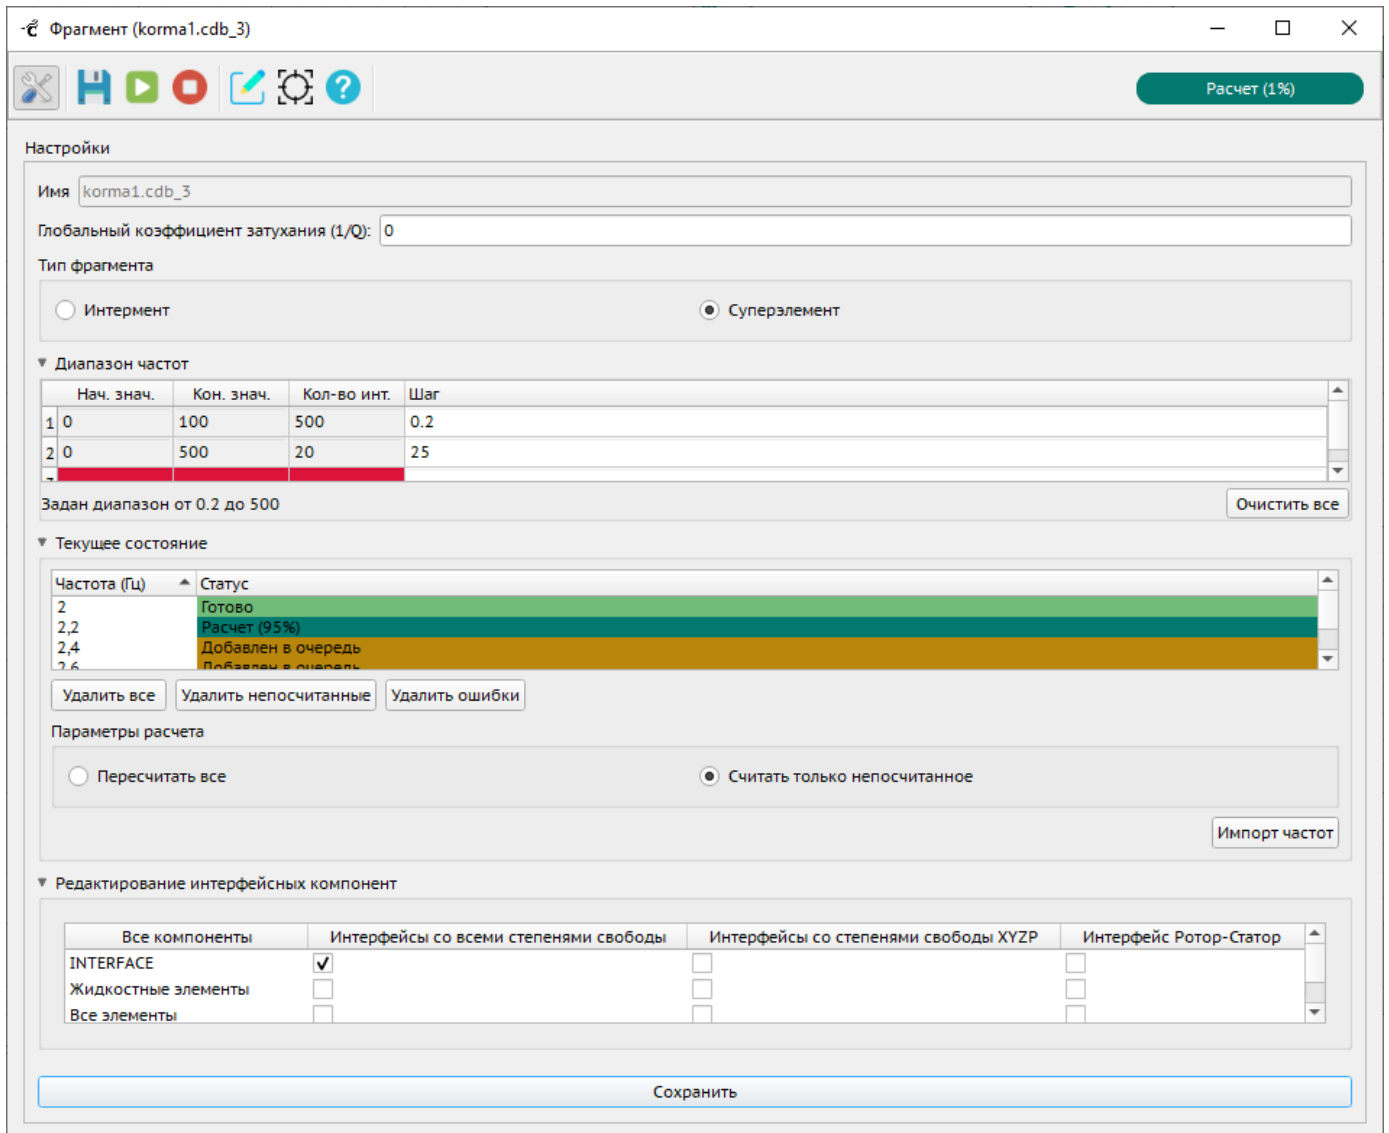 Фрагмент (korma1.cdb_3)
Расчет (1%)
Настройки
Имя korma1.cdb_3
Глобальный коэффициент затухания (1/Q): 0
Тип фрагмента
Интермент Суперэлемент
Диапазон частот
Нач. знач. Кон. знач. Кол-во инт. Шаг
1 0 100 500 0.2
2 0 500 20 25
Задан диапазон от 0.2 до 500 Очистить все
Текущее состояние
Частота (Гц) Статус
2 Готово
2,2 Расчет (95%)
2,4 Добавлен в очередь
2,6 Добавлен в очередь
Удалить все Удалить непосчитанные Удалить ошибки
Параметры расчета
Пересчитать все Считать только непосчитанное
Импорт частот
Редактирование интерфейсных компонент
Все компоненты Интерфейсы со всеми степенями свободы Интерфейсы со степенями свободы XYZP Интерфейс Ротор-Статор
INTERFACE
Жидкостные элементы
Все элементы
Сохранить